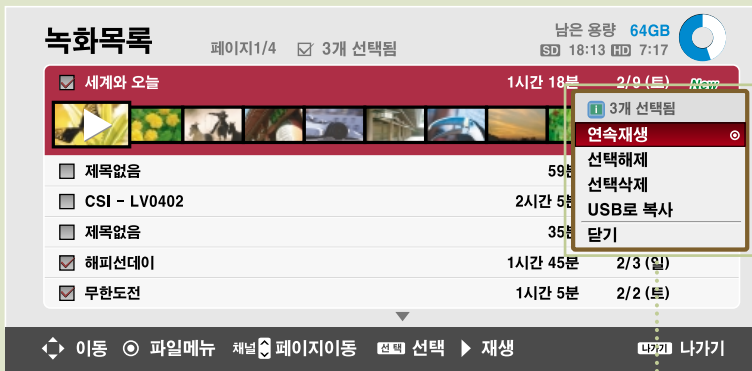 녹화목록 페이지1/4 3개 선택됨
남은 용량 64GB
SD 18:13 HD 7:17
세계와 오늘 1시간 18분 2/9 (토) New
3개 선택됨
연속재생
선택해제
선택삭제
USB로 복사
닫기
제목없음 59분
CSI - LV0402 2시간 5분
제목없음 35분
해피선데이 1시간 45분 2/3 (일)
무한도전 1시간 5분 2/2 (토)
이동 파일메뉴 채널 페이지이동 선택 선택 재생 나가기 나가기